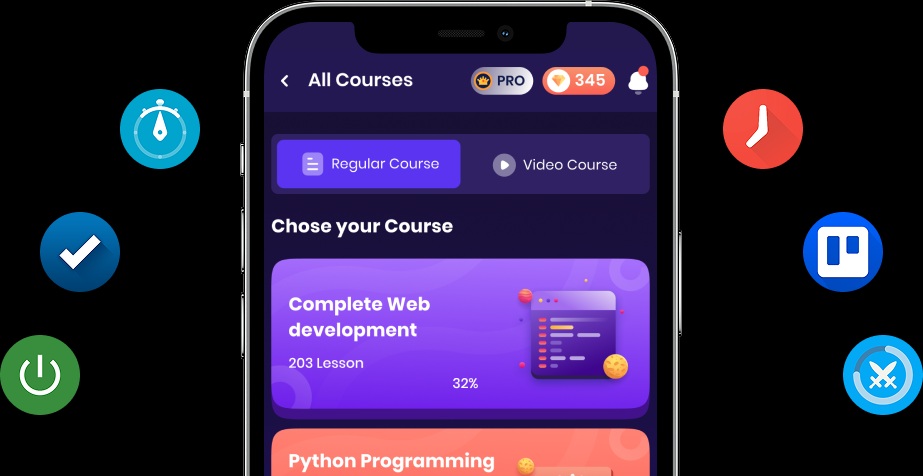 All Courses
PRO
345
Regular Course
Video Course
Chose your Course
Complete Web
development
203 Lesson
32%
Python Programming